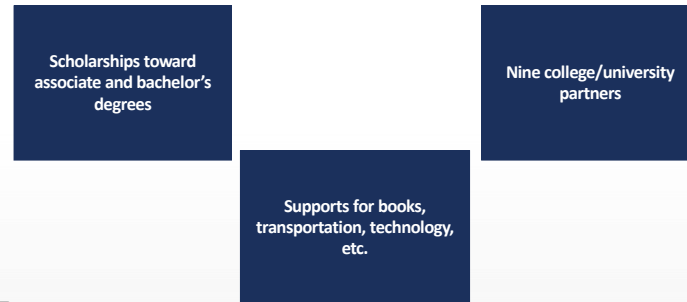 Scholarships toward
associate and bachelor’s
degrees
Nine college/university
partners
Supports for books,
transportation, technology,
etc.